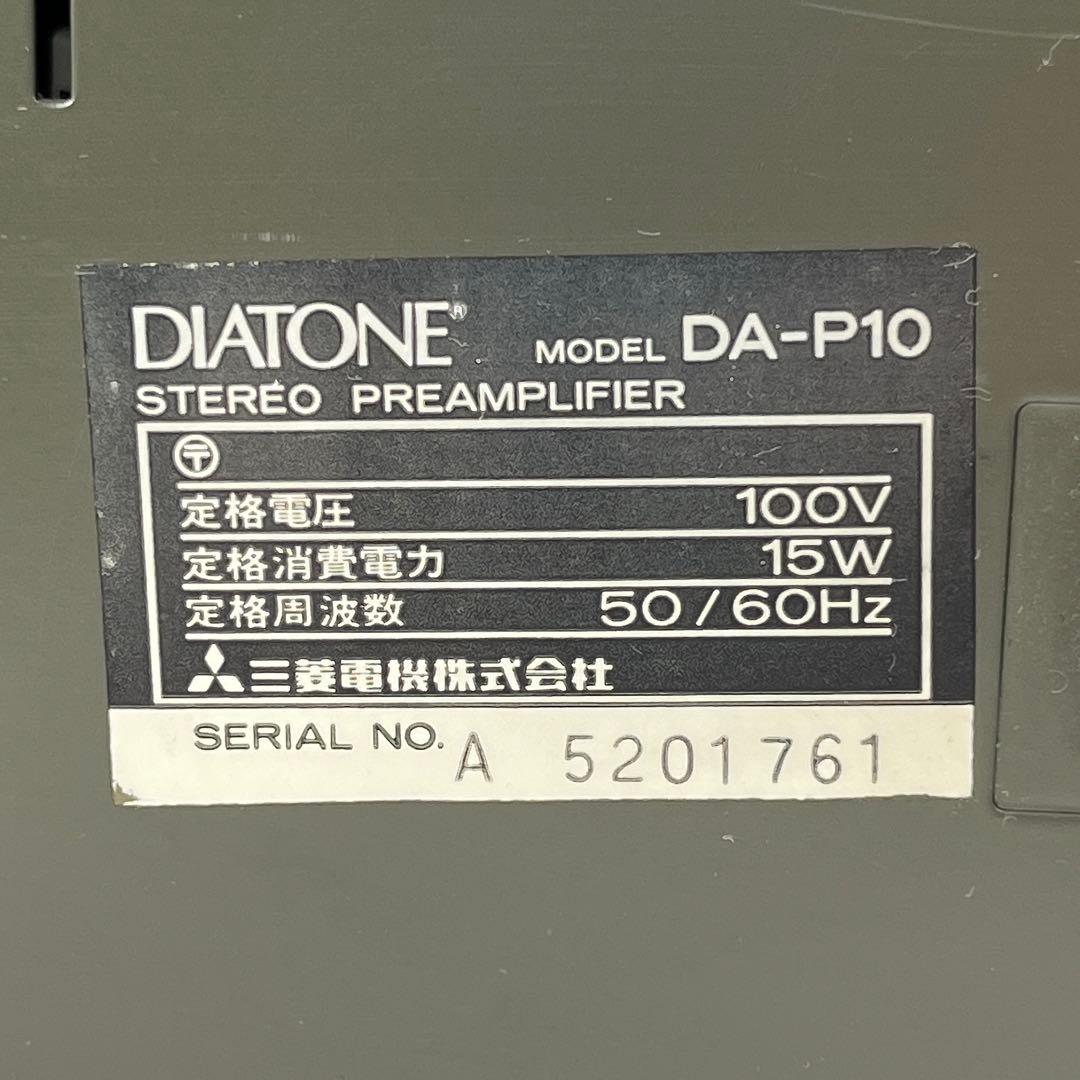 DIATONE® MODEL DA-P10
STEREO PREAMPLIFIER
〒
定格電圧 100V
定格消費電力 15W
定格周波数 50/60Hz
三菱電機株式会社
SERIAL NO. A 5201761